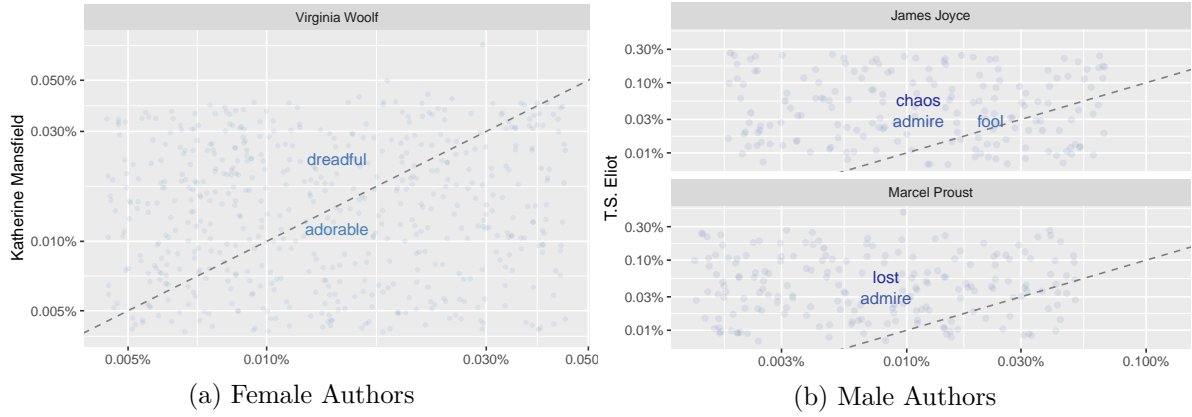 Virginia Woolf
Katherine Mansfield
0.050%
0.030%
0.010%
0.005%
dreadful
adorable
0.005%
0.010%
0.030%
0.050%
(a) Female Authors
James Joyce
T.S. Eliot
0.30%
0.10%
0.03%
0.01%
chaos
admire
fool
Marcel Proust
0.30%
0.10%
0.03%
0.01%
lost
admire
0.003%
0.010%
0.030%
0.100%
(b) Male Authors